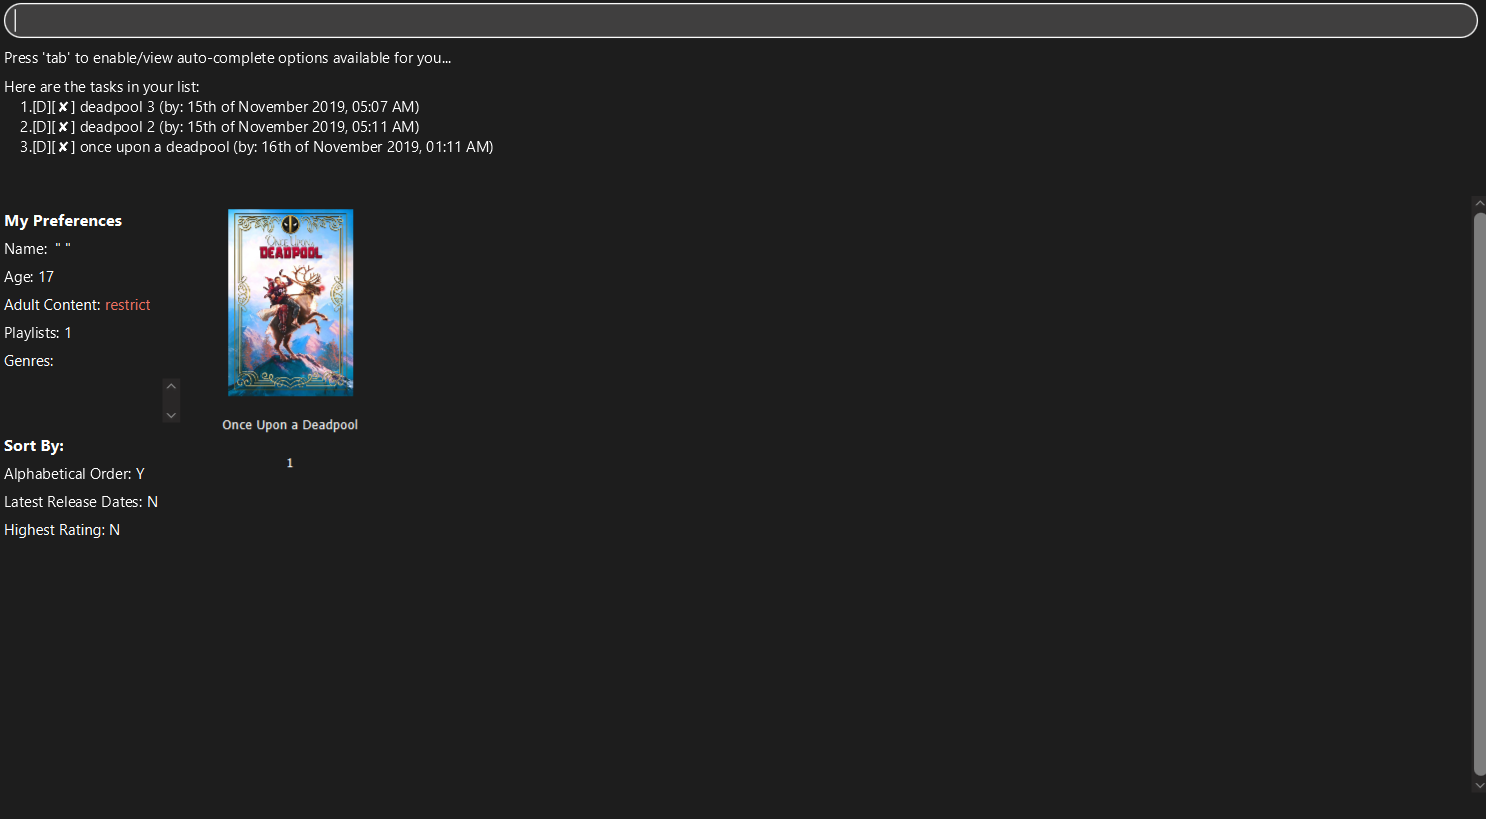 Press 'tab' to enable/view auto-complete options available for you...
Here are the tasks in your list:
1.[D][✘] deadpool 3 (by: 15th of November 2019, 05:07 AM)
2.[D][✘] deadpool 2 (by: 15th of November 2019, 05:11 AM)
3.[D][✘] once upon a deadpool (by: 16th of November 2019, 01:11 AM)
My Preferences
Name: " "
Age: 17
Adult Content: restrict
Playlists: 1
Genres:
Sort By:
Alphabetical Order: Y
Latest Release Dates: N
Highest Rating: N
Once Upon
DEADPOOL
Once Upon a Deadpool
1